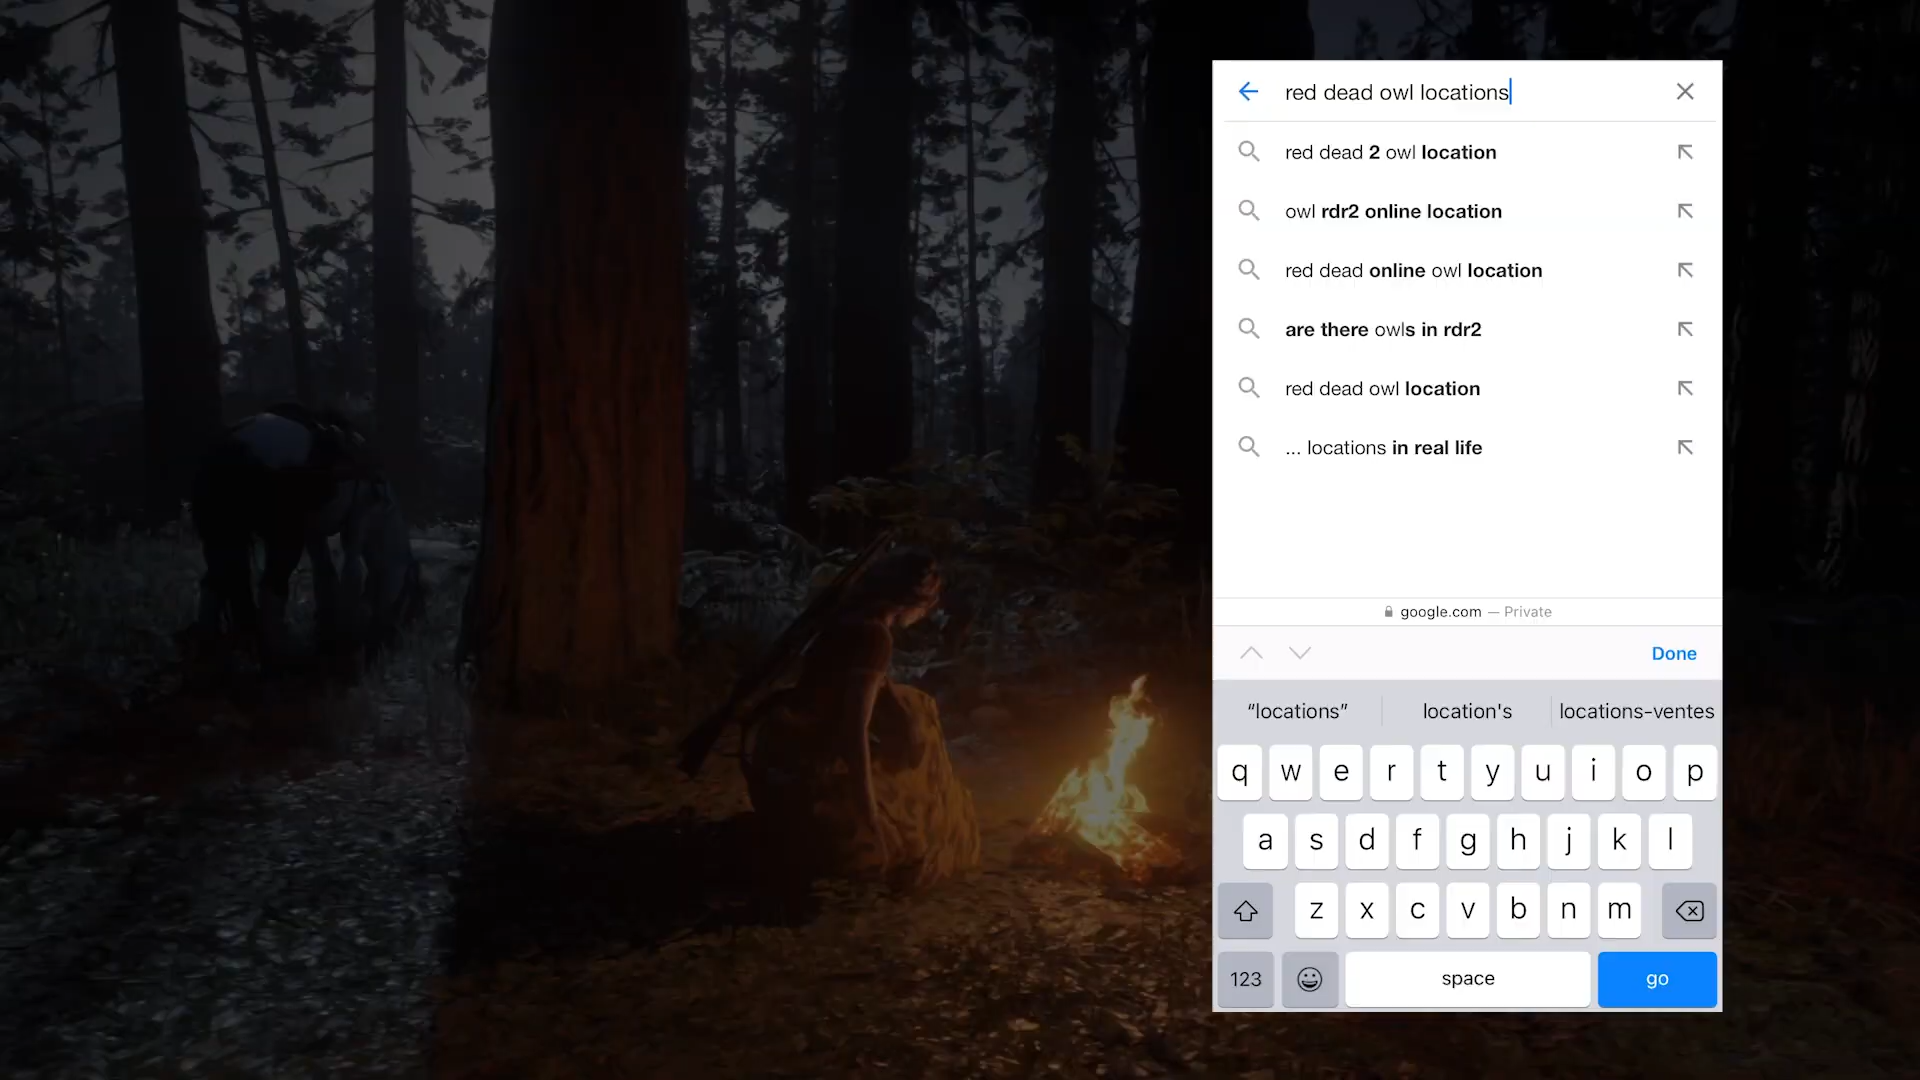 red dead owl locations
red dead 2 owl location
owl rdr2 online location
red dead online owl location
are there owls in rdr2
red dead owl location
... locations in real life
google.com — Private
Done
“locations” location's locations-ventes
q w e r t y u i o p
a s d f g h j k l
z x c v b n m
123 space go